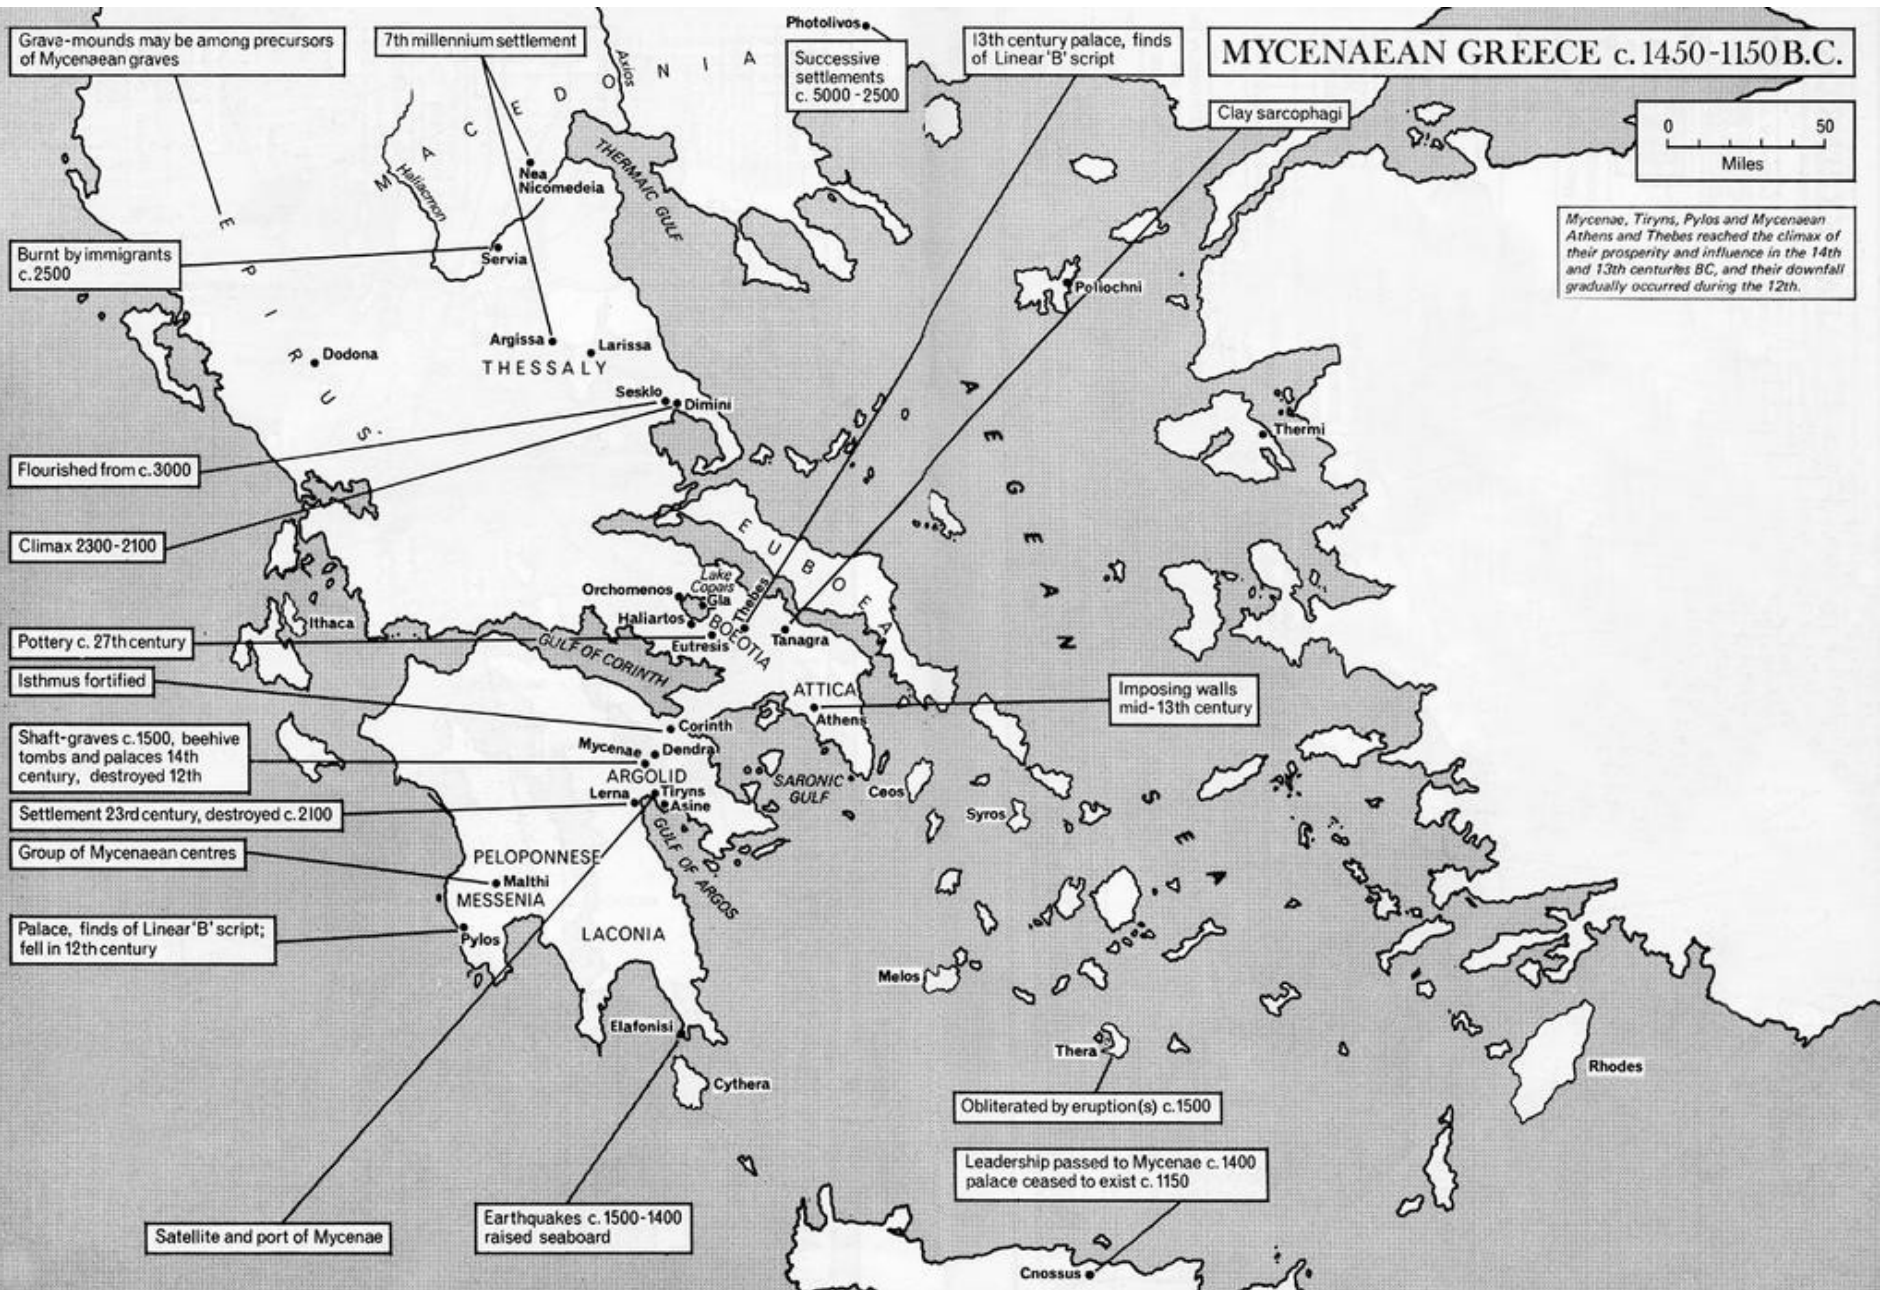 Grave-mounds may be among precursors
of Mycenaean graves
7th millennium settlement
Photolivos
Successive
settlements
c. 5000-2500
13th century palace, finds
of Linear 'B' script
MYCENAEAN GREECE c.1450-1150 B.C.
Clay sarcophagi
0 50
Miles
Mycenae, Tiryns, Pylos and Mycenaean
Athens and Thebes reached the climax of
their prosperity and influence in the 14th
and 13th centuries BC, and their downfall
gradually occurred during the 12th.
MACEDONIA
Axios
Haliacmon
THERMAIC GULF
Nea
Nicomedeia
EPIRUS
Burnt by immigrants
c.2500
Servia
Poliochni
Argissa
Larissa
THESSALY
Dodona
Sesklo
Dimini
AEGEAN SEA
Thermi
Flourished from c.3000
Climax 2300-2100
EUBOEA
Lake
Copais
Orchomenos
Gla
Thebes
Haliartos
BOEOTIA
Eutresis
Tanagra
Ithaca
Pottery c. 27th century
GULF OF CORINTH
Isthmus fortified
ATTICA
Athens
Imposing walls
mid-13th century
Corinth
Shaft-graves c.1500, beehive
tombs and palaces 14th
century, destroyed 12th
Mycenae
Dendra
ARGOLID
SARONIC
GULF
Ceos
Lerna
Tiryns
Asine
Syros
Settlement 23rd century, destroyed c.2100
GULF OF ARGOS
Group of Mycenaean centres
PELOPONNESE
Malthi
MESSENIA
Palace, finds of Linear 'B' script;
fell in 12th century
Pylos
LACONIA
Melos
Elafonisi
Thera
Rhodes
Cythera
Obliterated by eruption(s) c.1500
Leadership passed to Mycenae c.1400
palace ceased to exist c.1150
Satellite and port of Mycenae
Earthquakes c.1500-1400
raised seaboard
Cnossus